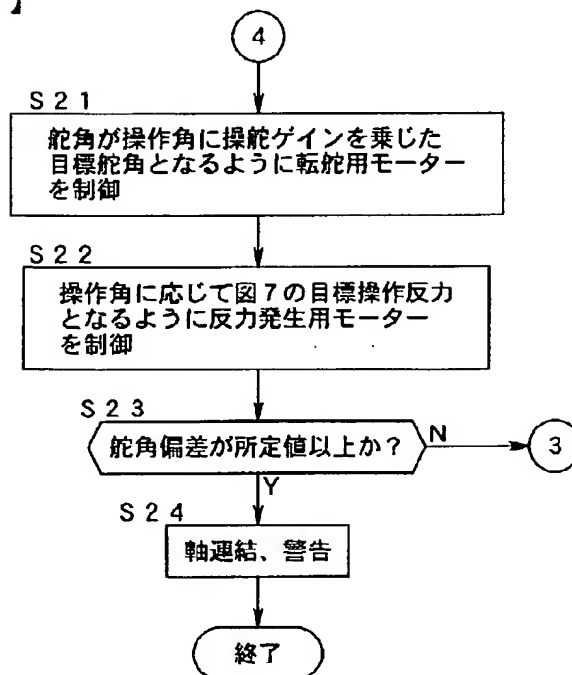 】
4
S21
舵角が操作角に操舵ゲインを乗じた
目標舵角となるように転舵用モーター
を制御
S22
操作角に応じて図7の目標操作反力
となるように反力発生用モーター
を制御
S23
舵角偏差が所定値以上か？
N
3
Y
S24
軸連結、警告
終了